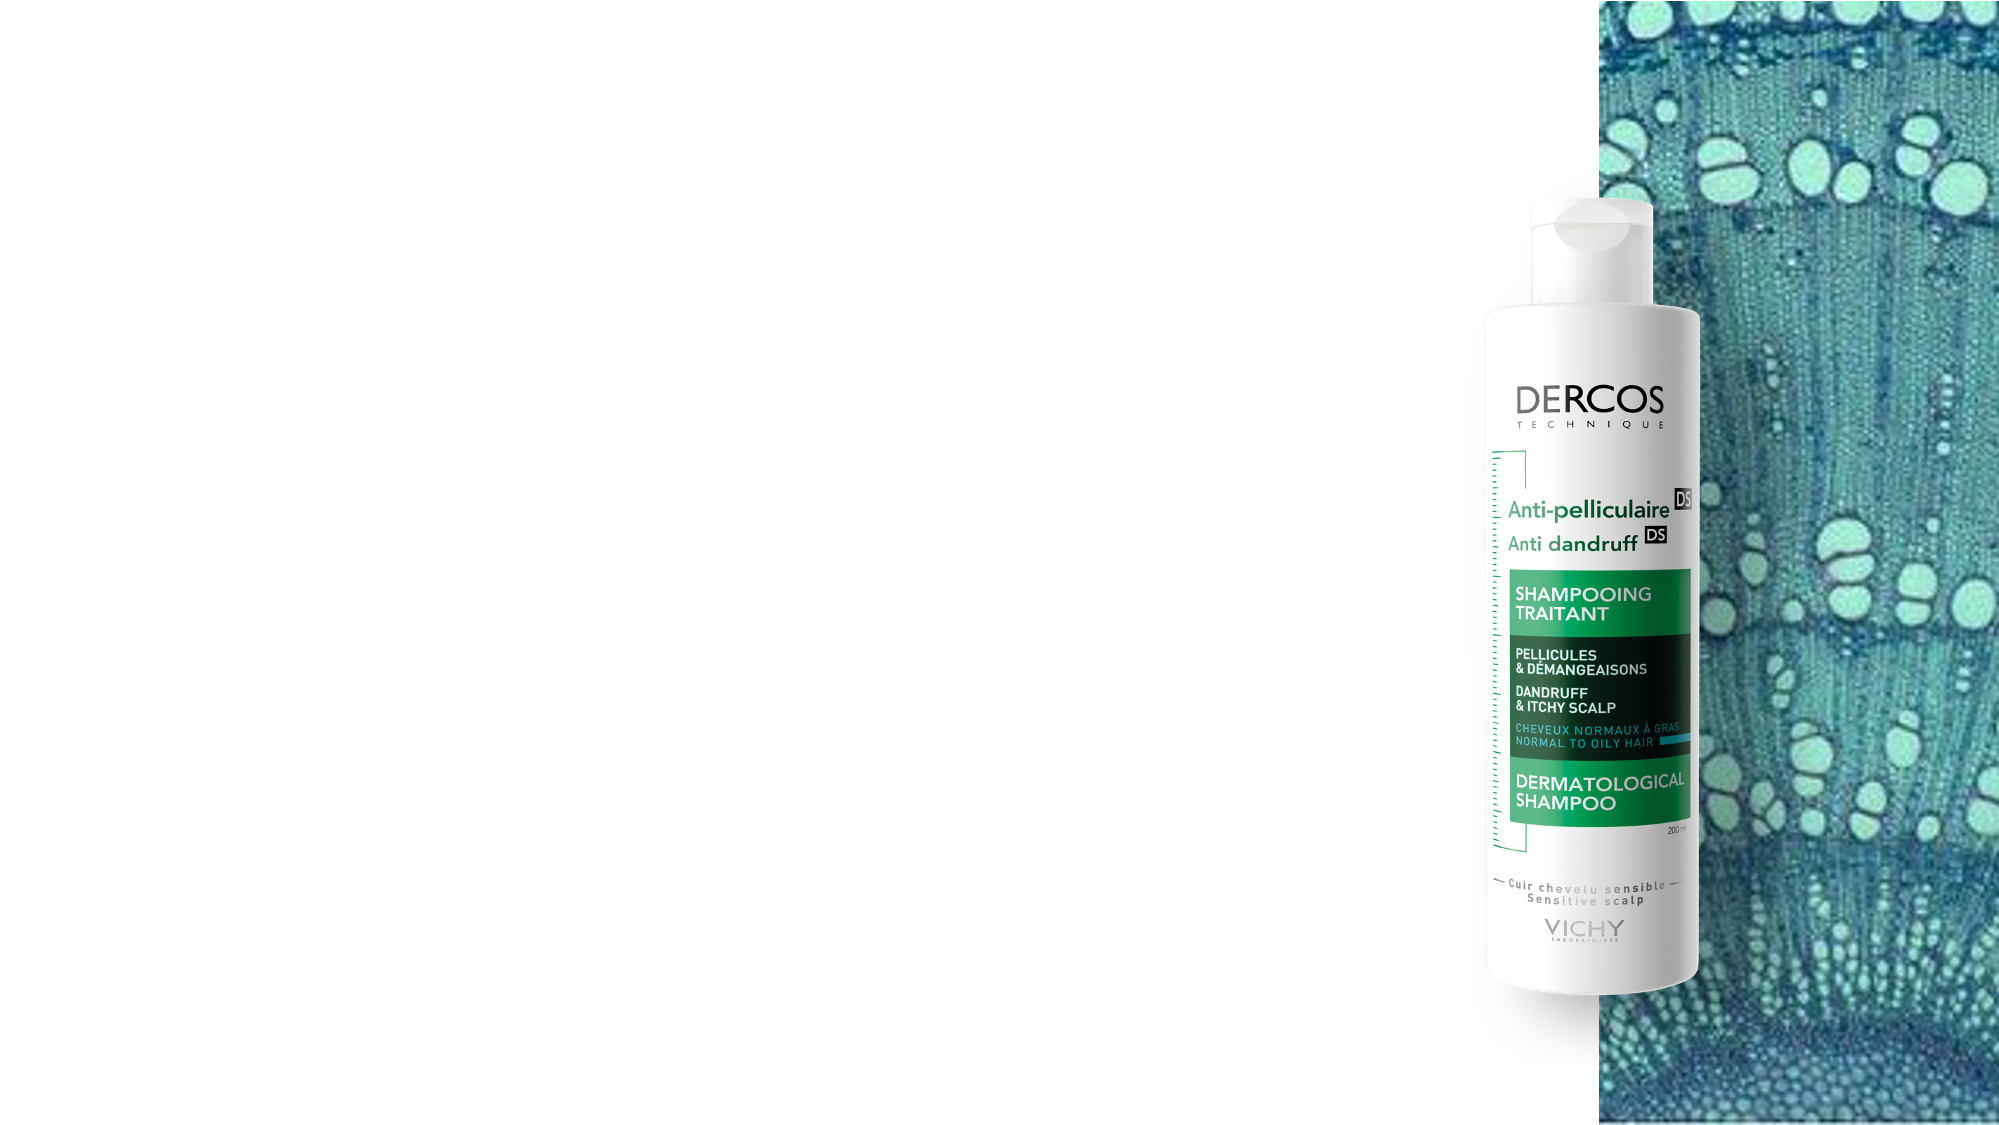 DERCOS
TECHNIQUE
Anti-pelliculaire DS
Anti dandruff DS
SHAMPOOING
TRAITANT
PELLICULES
& DÉMANGEAISONS
DANDRUFF
& ITCHY SCALP
CHEVEUX NORMAUX À GRAS
NORMAL TO OILY HAIR
DERMATOLOGICAL
SHAMPOO
200 ml
Cuir chevelu sensible
Sensitive scalp
VICHY
LABORATOIRES